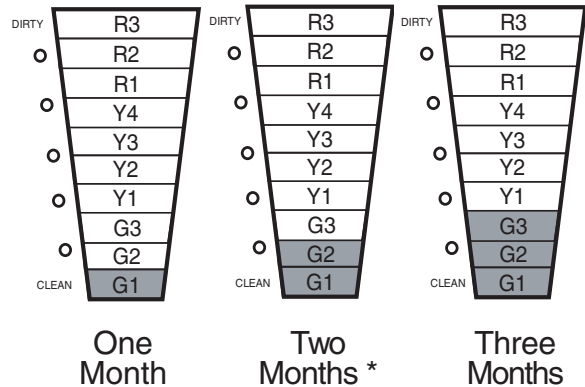 DIRTY
R3
R2
R1
Y4
Y3
Y2
Y1
G3
G2
G1
CLEAN
One
Month
DIRTY
R3
R2
R1
Y4
Y3
Y2
Y1
G3
G2
G1
CLEAN
Two
Months *
DIRTY
R3
R2
R1
Y4
Y3
Y2
Y1
G3
G2
G1
CLEAN
Three
Months